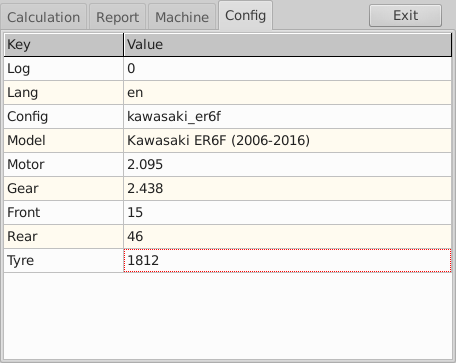 Calculation Report Machine Config Exit
Key Value
Log 0
Lang en
Config kawasaki_er6f
Model Kawasaki ER6F (2006-2016)
Motor 2.095
Gear 2.438
Front 15
Rear 46
Tyre 1812